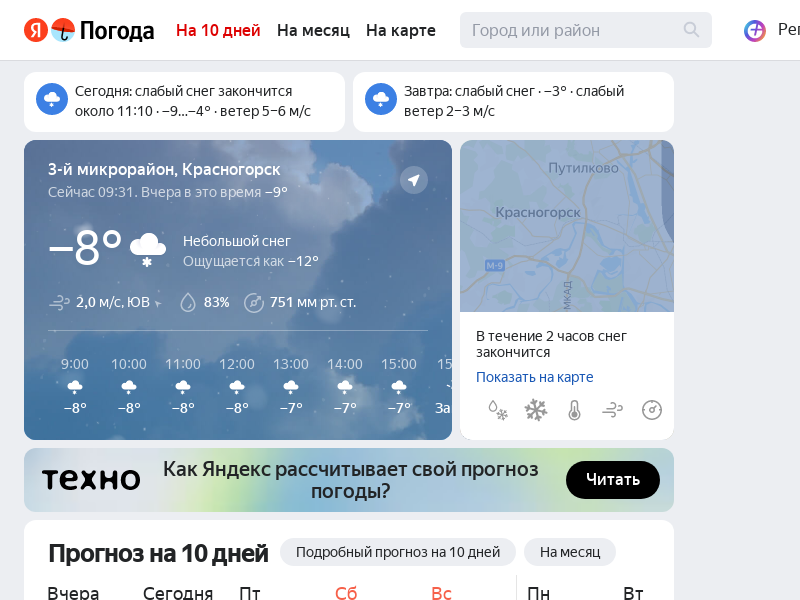 Я Погода
На 10 дней
На месяц
На карте
Город или район
Сегодня: слабый снег закончится
около 11:10 · −9…−4° · ветер 5−6 м/с
Завтра: слабый снег · −3° · слабый
ветер 2−3 м/с
3-й микрорайон, Красногорск
Сейчас 09:31. Вчера в это время −9°
−8°
Небольшой снег
Ощущается как −12°
2,0 м/с, ЮВ
83%
751 мм рт. ст.
9:00 10:00 11:00 12:00 13:00 14:00 15:00
−8° −8° −8° −8° −7° −7° −7°
Путилково
Красногорск
М-9
МКАД
В течение 2 часов снег
закончится
Показать на карте
техно
Как Яндекс рассчитывает свой прогноз
погоды?
Читать
Прогноз на 10 дней
Подробный прогноз на 10 дней
На месяц
Вчера Сегодня Пт Сб Вс Пн Вт